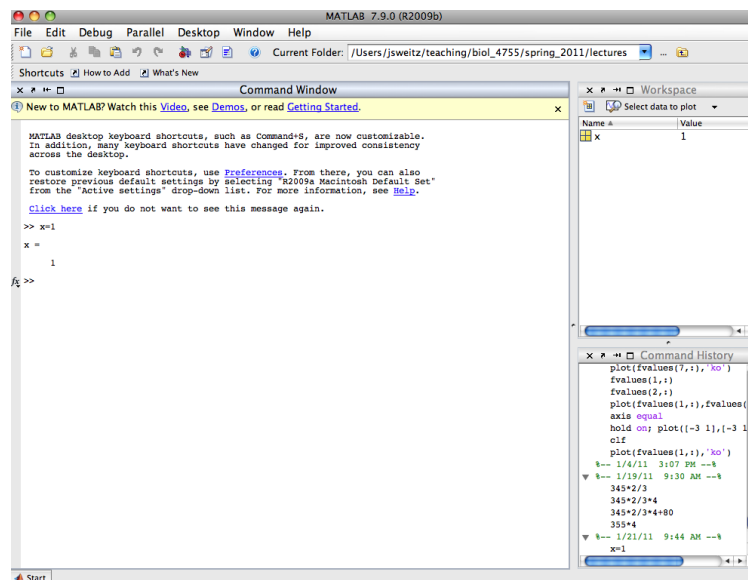 MATLAB 7.9.0 (R2009b)
File Edit Debug Parallel Desktop Window Help
Current Folder: /Users/jsweitz/teaching/biol_4755/spring_2011/lectures
Shortcuts How to Add What's New
Command Window
New to MATLAB? Watch this Video, see Demos, or read Getting Started.
MATLAB desktop keyboard shortcuts, such as Command+S, are now customizable.
In addition, many keyboard shortcuts have changed for improved consistency
across the desktop.
To customize keyboard shortcuts, use Preferences. From there, you can also
restore previous default settings by selecting "R2009a Macintosh Default Set"
from the "Active settings" drop-down list. For more information, see Help.
Click here if you do not want to see this message again.
>> x=1
x =
1
fx >>
Workspace
Select data to plot
Name Value
x 1
Command History
plot(fvalues(7,:),'ko')
fvalues(1,:)
fvalues(2,:)
plot(fvalues(1,:),fvalues(
axis equal
hold on; plot([-3 1],[-3 1
clf
plot(fvalues(1,:),'ko')
%-- 1/4/11 3:07 PM --%
%-- 1/19/11 9:30 AM --%
345*2/3
345*2/3*4
345*2/3*4+80
355*4
%-- 1/21/11 9:44 AM --%
x=1
Start